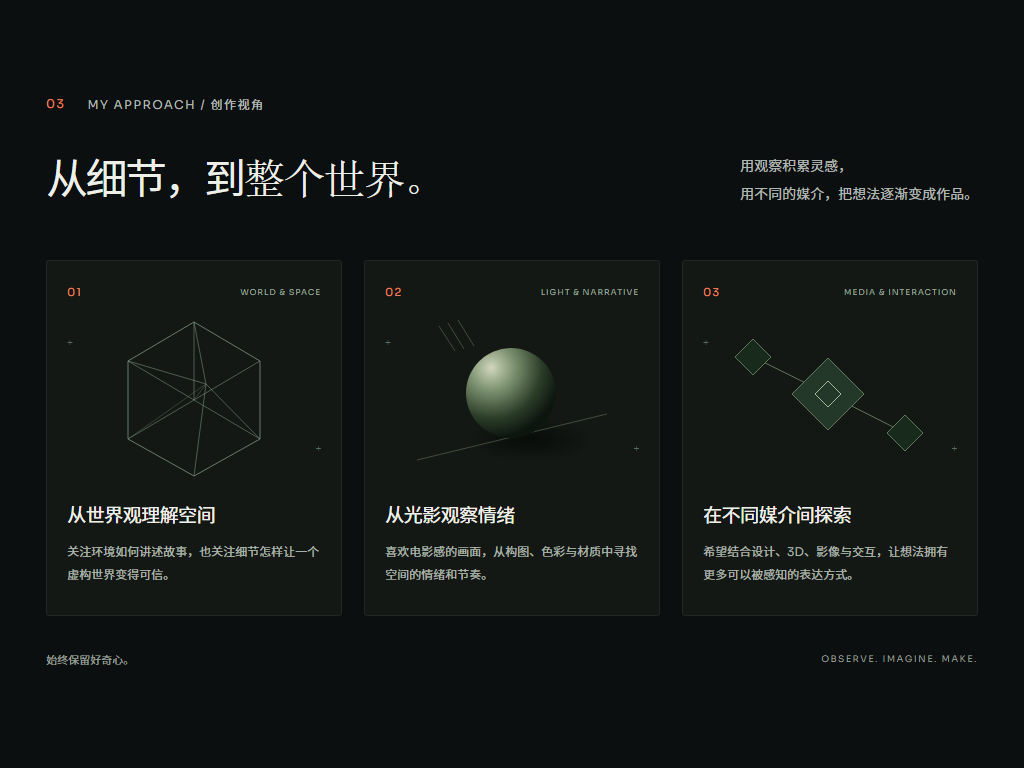 03 MY APPROACH / 创作视角
从细节，到整个世界。
用观察积累灵感，
用不同的媒介，把想法逐渐变成作品。
01 WORLD & SPACE
从世界观理解空间
关注环境如何讲述故事，也关注细节怎样让一个
虚构世界变得可信。
02 LIGHT & NARRATIVE
从光影观察情绪
喜欢电影感的画面，从构图、色彩与材质中寻找
空间的情绪和节奏。
03 MEDIA & INTERACTION
在不同媒介间探索
希望结合设计、3D、影像与交互，让想法拥有
更多可以被感知的表达方式。
始终保留好奇心。
OBSERVE. IMAGINE. MAKE.